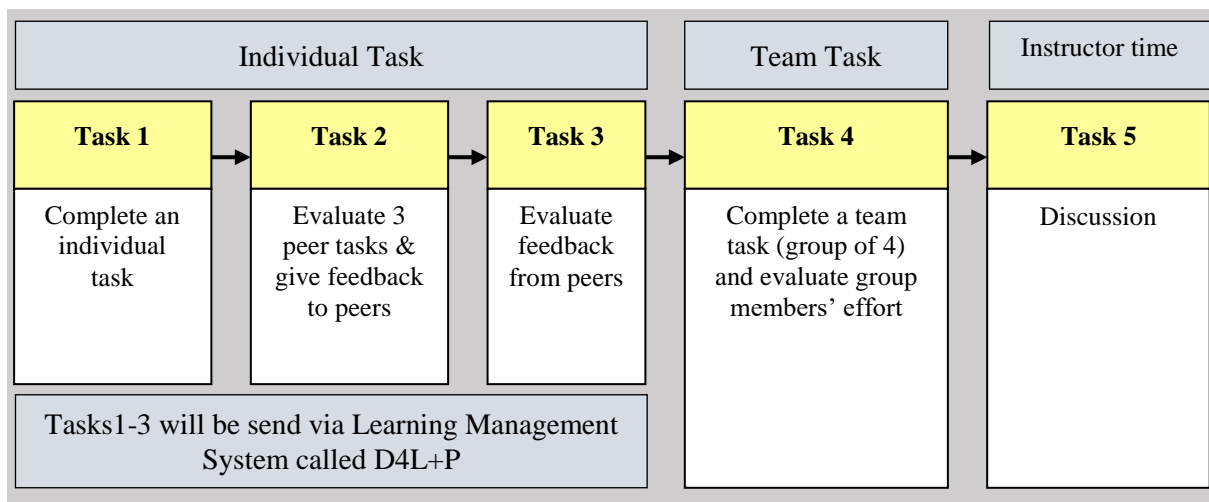 Individual Task
Team Task
Instructor time
Task 1
Task 2
Task 3
Task 4
Task 5
Complete an
individual
task
Evaluate 3
peer tasks &
give feedback
to peers
Evaluate
feedback
from peers
Complete a team
task (group of 4)
and evaluate group
members’ effort
Discussion
Tasks1-3 will be send via Learning Management
System called D4L+P